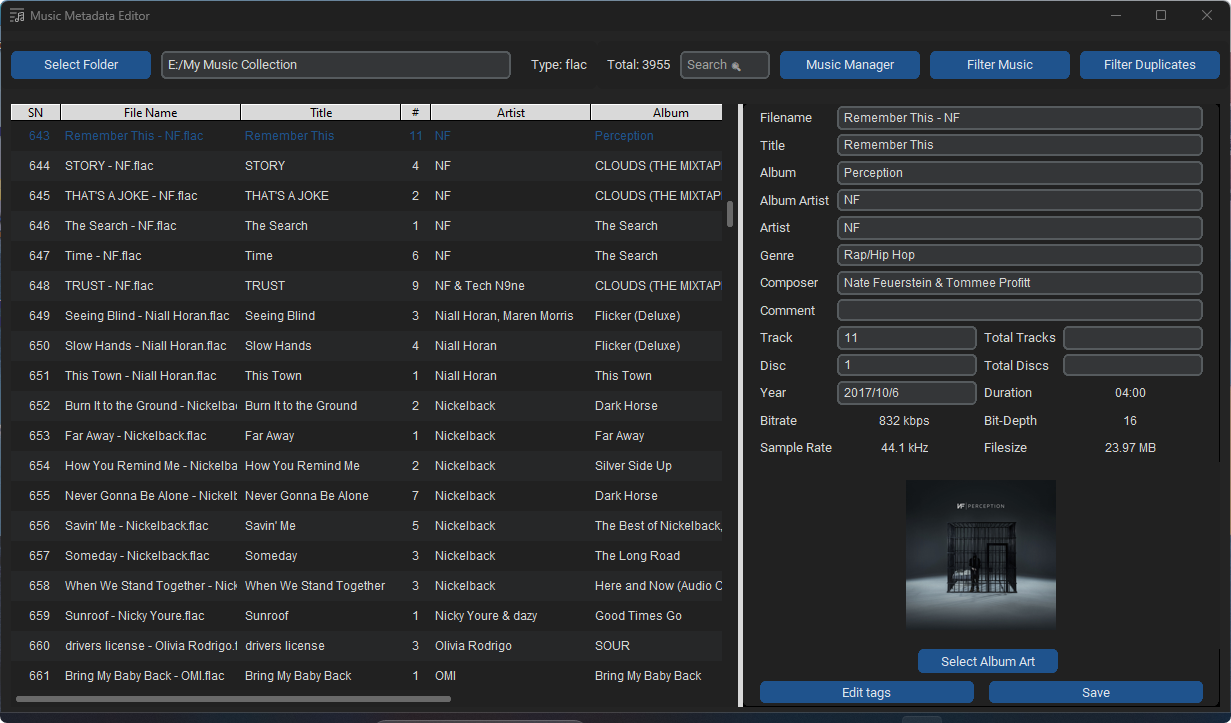 Music Metadata Editor
Select Folder E:/My Music Collection Type: flac Total: 3955 Search Music Manager Filter Music Filter Duplicates
SN File Name Title # Artist Album
643 Remember This - NF.flac Remember This 11 NF Perception
644 STORY - NF.flac STORY 4 NF CLOUDS (THE MIXTAPE
645 THAT'S A JOKE - NF.flac THAT'S A JOKE 2 NF CLOUDS (THE MIXTAPE
646 The Search - NF.flac The Search 1 NF The Search
647 Time - NF.flac Time 6 NF The Search
648 TRUST - NF.flac TRUST 9 NF & Tech N9ne CLOUDS (THE MIXTAPE
649 Seeing Blind - Niall Horan.flac Seeing Blind 3 Niall Horan, Maren Morris Flicker (Deluxe)
650 Slow Hands - Niall Horan.flac Slow Hands 4 Niall Horan Flicker (Deluxe)
651 This Town - Niall Horan.flac This Town 1 Niall Horan This Town
652 Burn It to the Ground - Nickelba Burn It to the Ground 2 Nickelback Dark Horse
653 Far Away - Nickelback.flac Far Away 1 Nickelback Far Away
654 How You Remind Me - Nickelba How You Remind Me 2 Nickelback Silver Side Up
655 Never Gonna Be Alone - Nickelb Never Gonna Be Alone 7 Nickelback Dark Horse
656 Savin' Me - Nickelback.flac Savin' Me 5 Nickelback The Best of Nickelback,
657 Someday - Nickelback.flac Someday 3 Nickelback The Long Road
658 When We Stand Together - Nick When We Stand Together 3 Nickelback Here and Now (Audio C
659 Sunroof - Nicky Youre.flac Sunroof 1 Nicky Youre & dazy Good Times Go
660 drivers license - Olivia Rodrigo.f drivers license 3 Olivia Rodrigo SOUR
661 Bring My Baby Back - OMI.flac Bring My Baby Back 1 OMI Bring My Baby Back
Filename Remember This - NF
Title Remember This
Album Perception
Album Artist NF
Artist NF
Genre Rap/Hip Hop
Composer Nate Feuerstein & Tommee Profitt
Comment
Track 11 Total Tracks
Disc 1 Total Discs
Year 2017/10/6 Duration 04:00
Bitrate 832 kbps Bit-Depth 16
Sample Rate 44.1 kHz Filesize 23.97 MB
NF | PERCEPTION
Select Album Art
Edit tags Save